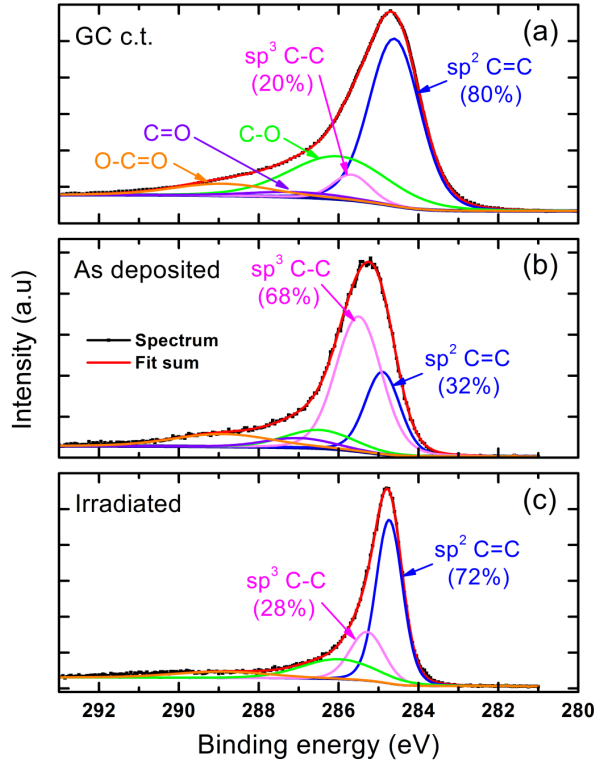 GC c.t.
(a)
sp³ C-C
(20%)
sp² C=C
(80%)
C=O
C-O
O-C=O
As deposited
(b)
sp³ C-C
(68%)
Spectrum
Fit sum
sp² C=C
(32%)
Irradiated
(c)
sp² C=C
(72%)
sp³ C-C
(28%)
Intensity (a.u)
292 290 288 286 284 282 280
Binding energy (eV)